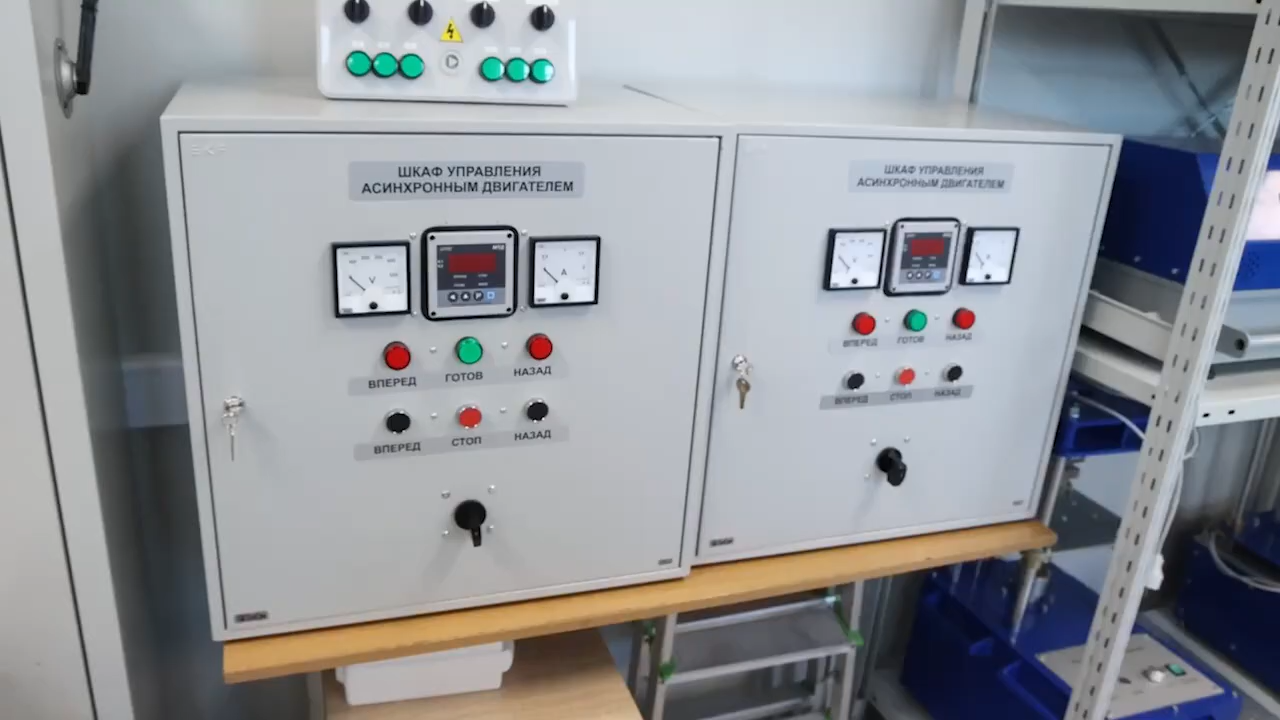 EKF
ШКАФ УПРАВЛЕНИЯ
АСИНХРОННЫМ ДВИГАТЕЛЕМ
V
A
ВПЕРЕД
ГОТОВ
НАЗАД
ВПЕРЕД
СТОП
НАЗАД
ШКАФ УПРАВЛЕНИЯ
АСИНХРОННЫМ ДВИГАТЕЛЕМ
V
ВПЕРЕД
ГОТОВ
НАЗАД
ВПЕРЕД
СТОП
НАЗАД